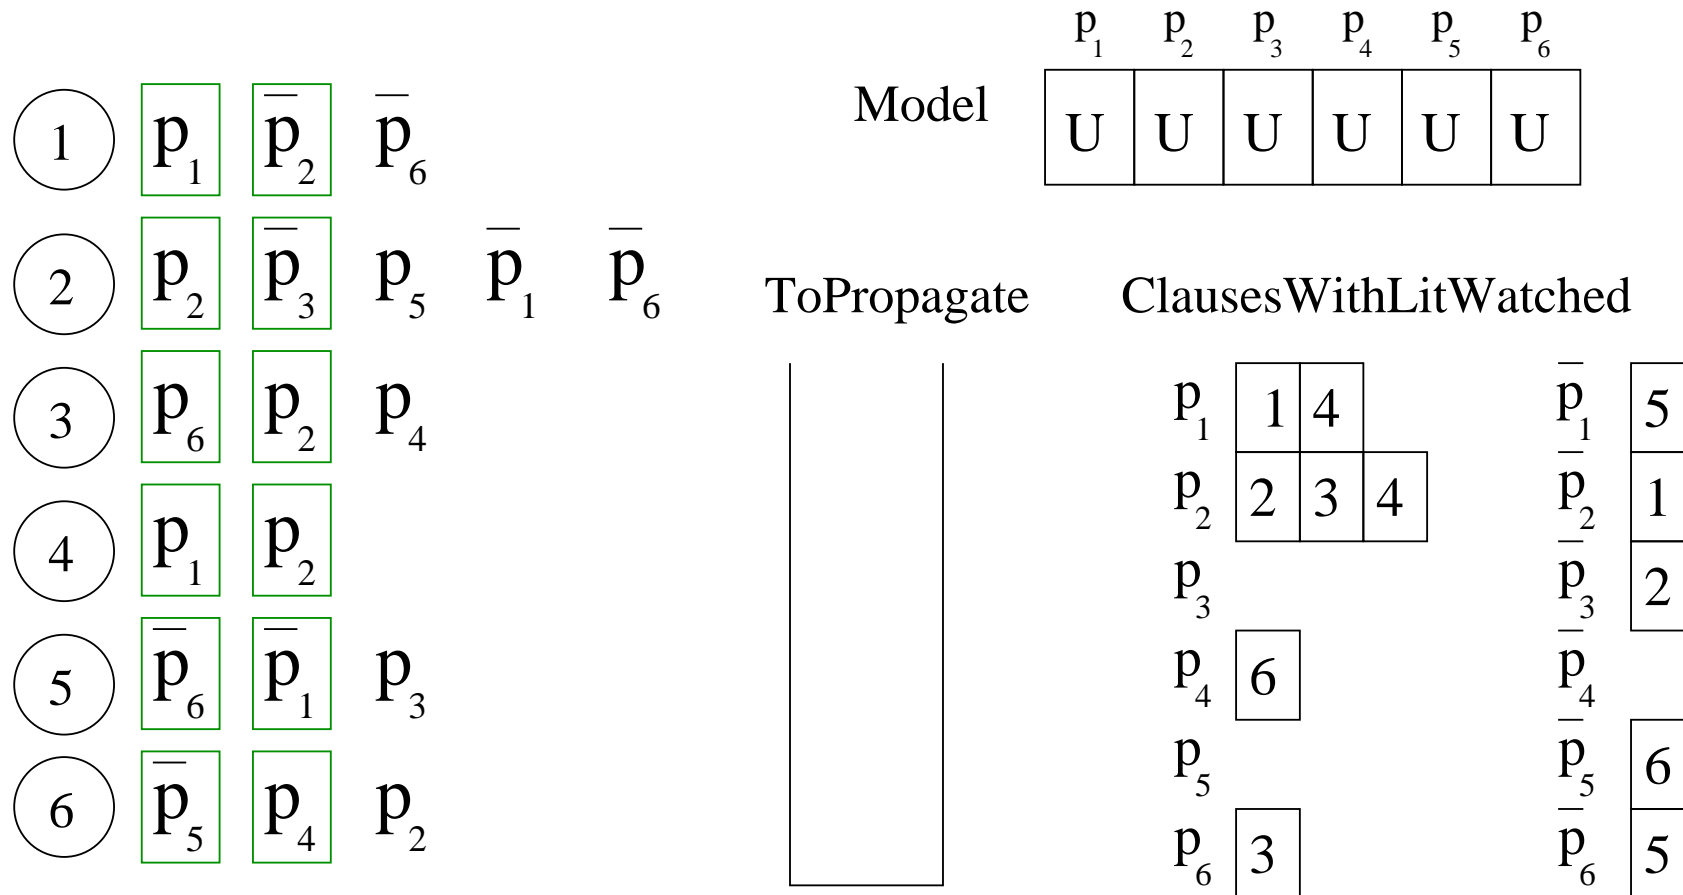 p₁ p₂ p₃ p₄ p₅ p₆
Model U U U U U U
1 p₁ p̅₂ p̅₆
2 p₂ p̅₃ p₅ p̅₁ p̅₆
3 p₆ p₂ p₄
4 p₁ p₂
5 p̅₆ p̅₁ p₃
6 p̅₅ p₄ p₂
ToPropagate
ClausesWithLitWatched
p₁ 1 4 p̅₁ 5
p₂ 2 3 4 p̅₂ 1
p₃ p̅₃ 2
p₄ 6 p̅₄
p₅ p̅₅ 6
p₆ 3 p̅₆ 5